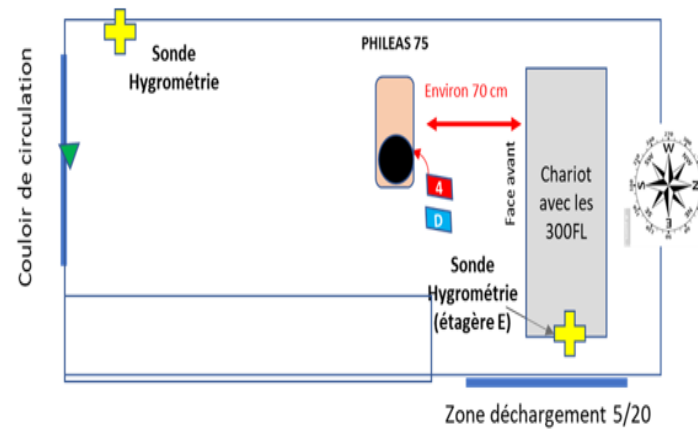 PHILEAS 75
Sonde
Hygrométrie
Environ 70 cm
Couloir de circulation
Face avant
Chariot
avec les
300FL
4
D
W
S
N
E
Sonde
Hygrométrie
(étagère E)
Zone déchargement 5/20